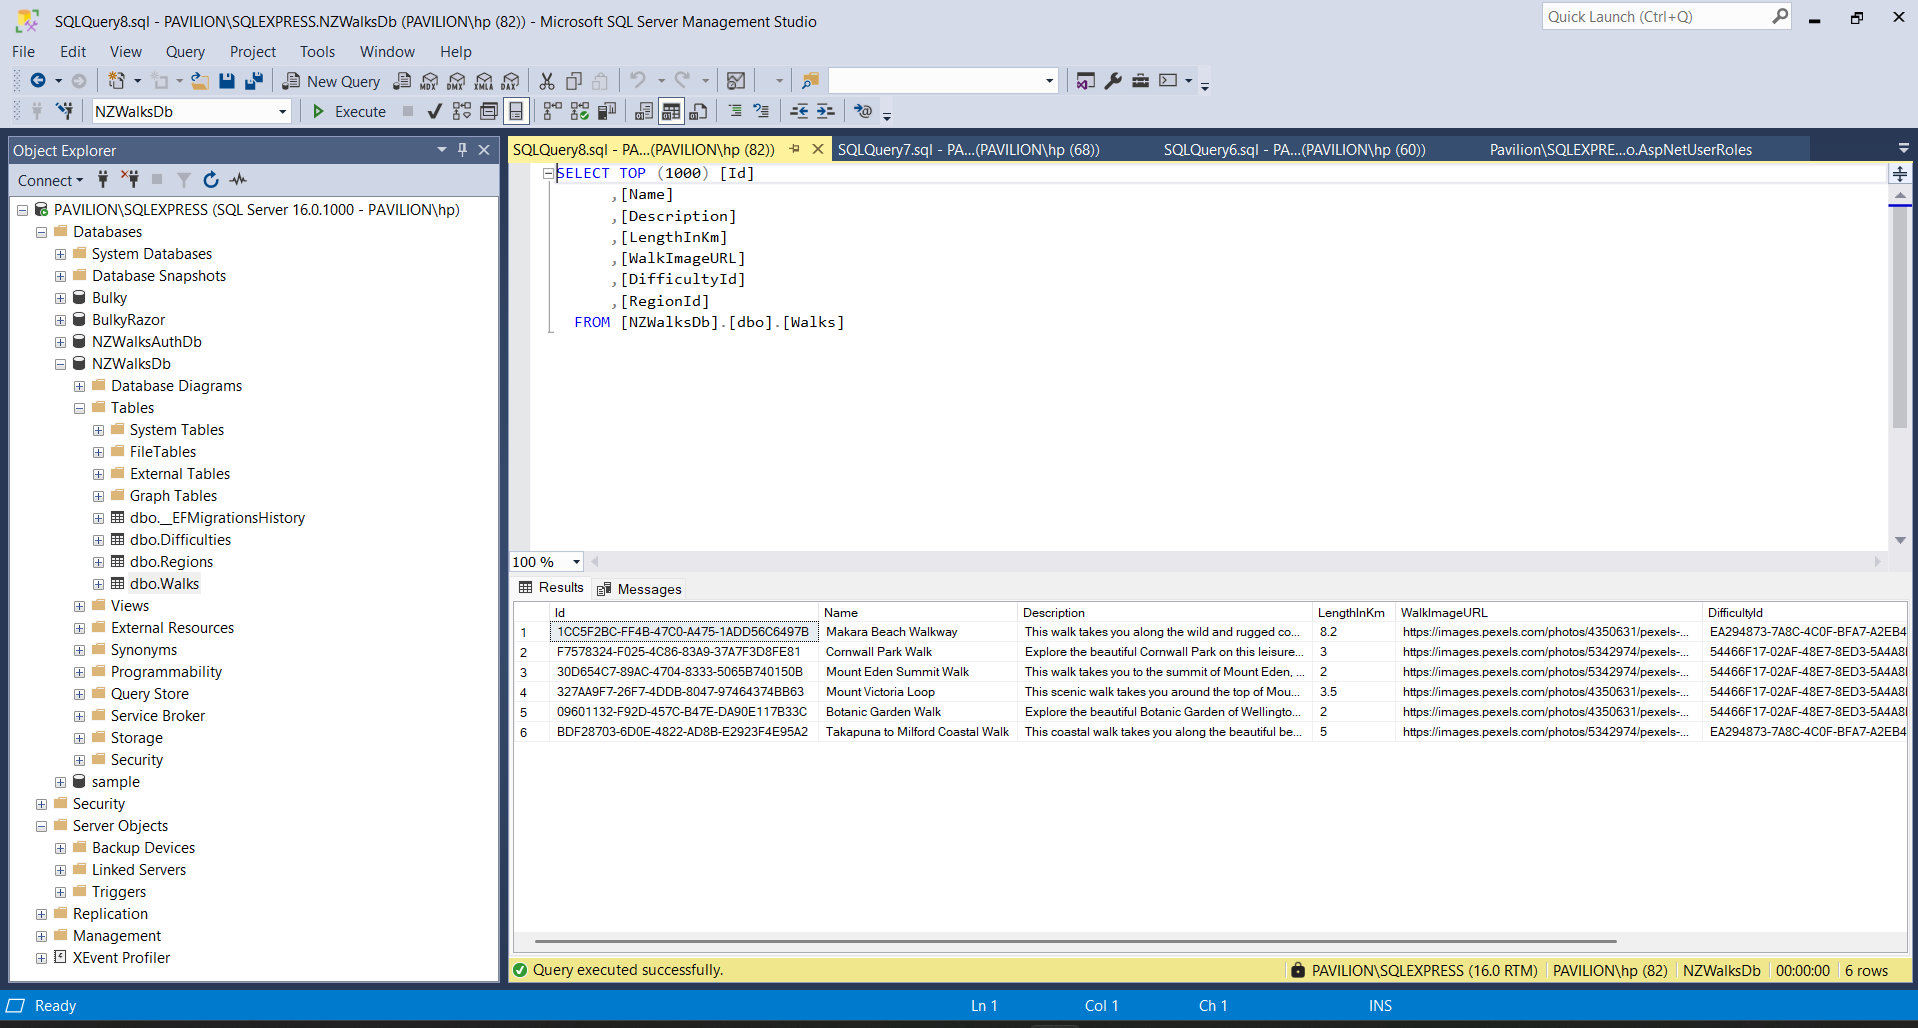 SQLQuery8.sql - PAVILION\SQLEXPRESS.NZWalksDb (PAVILION\hp (82)) - Microsoft SQL Server Management Studio
Quick Launch (Ctrl+Q)
File Edit View Query Project Tools Window Help
New Query
MDX DMX XMLA DAX
NZWalksDb
Execute
Object Explorer
Connect
PAVILION\SQLEXPRESS (SQL Server 16.0.1000 - PAVILION\hp)
Databases
System Databases
Database Snapshots
Bulky
BulkyRazor
NZWalksAuthDb
NZWalksDb
Database Diagrams
Tables
System Tables
FileTables
External Tables
Graph Tables
dbo.__EFMigrationsHistory
dbo.Difficulties
dbo.Regions
dbo.Walks
Views
External Resources
Synonyms
Programmability
Query Store
Service Broker
Storage
Security
sample
Security
Server Objects
Backup Devices
Linked Servers
Triggers
Replication
Management
XEvent Profiler
SQLQuery8.sql - PA...(PAVILION\hp (82)) SQLQuery7.sql - PA...(PAVILION\hp (68)) SQLQuery6.sql - PA...(PAVILION\hp (60)) Pavilion\SQLEXPRE...o.AspNetUserRoles
SELECT TOP (1000) [Id]
,[Name]
,[Description]
,[LengthInKm]
,[WalkImageURL]
,[DifficultyId]
,[RegionId]
FROM [NZWalksDb].[dbo].[Walks]
100 %
Results Messages
Id Name Description LengthInKm WalkImageURL DifficultyId
1 1CC5F2BC-FF4B-47C0-A475-1ADD56C6497B Makara Beach Walkway This walk takes you along the wild and rugged co... 8.2 https://images.pexels.com/photos/4350631/pexels-... EA294873-7A8C-4C0F-BFA7-A2EB4
2 F7578324-F025-4C86-83A9-37A7F3D8FE81 Cornwall Park Walk Explore the beautiful Cornwall Park on this leisure... 3 https://images.pexels.com/photos/5342974/pexels-... 54466F17-02AF-48E7-8ED3-5A4A8
3 30D654C7-89AC-4704-8333-5065B740150B Mount Eden Summit Walk This walk takes you to the summit of Mount Eden, ... 2 https://images.pexels.com/photos/5342974/pexels-... 54466F17-02AF-48E7-8ED3-5A4A8
4 327AA9F7-26F7-4DDB-8047-97464374BB63 Mount Victoria Loop This scenic walk takes you around the top of Mou... 3.5 https://images.pexels.com/photos/5342974/pexels-... 54466F17-02AF-48E7-8ED3-5A4A8
5 09601132-F92D-457C-B47E-DA90E117B33C Botanic Garden Walk Explore the beautiful Botanic Garden of Wellingto... 2 https://images.pexels.com/photos/4350631/pexels-... 54466F17-02AF-48E7-8ED3-5A4A8
6 BDF28703-6D0E-4822-AD8B-E2923F4E95A2 Takapuna to Milford Coastal Walk This coastal walk takes you along the beautiful be... 5 https://images.pexels.com/photos/5342974/pexels-... EA294873-7A8C-4C0F-BFA7-A2EB4
Query executed successfully. PAVILION\SQLEXPRESS (16.0 RTM) PAVILION\hp (82) NZWalksDb 00:00:00 6 rows
Ready Ln 1 Col 1 Ch 1 INS